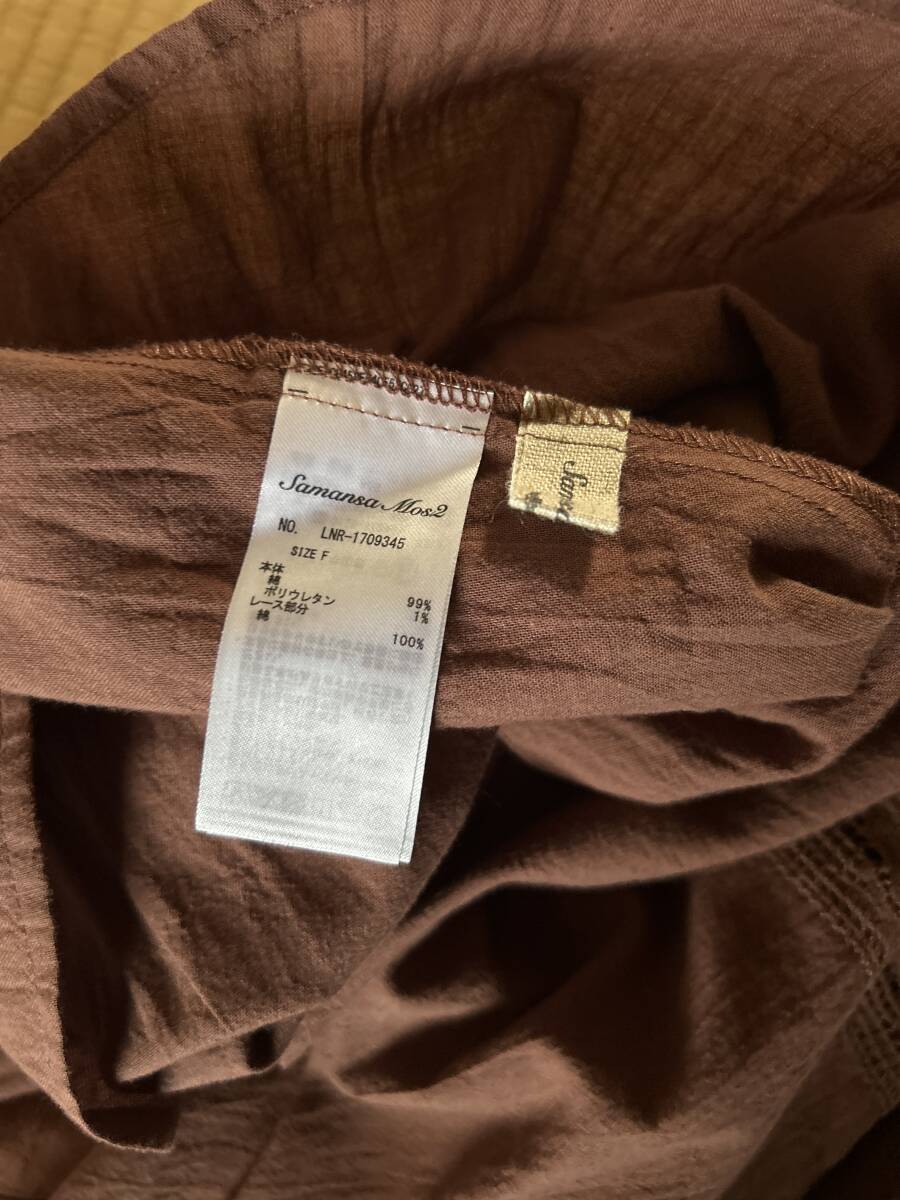 Samansa Mos2
NO. LNR-1709345
SIZE F
本体
綿 99%
ポリウレタン 1%
レース部分
綿 100%